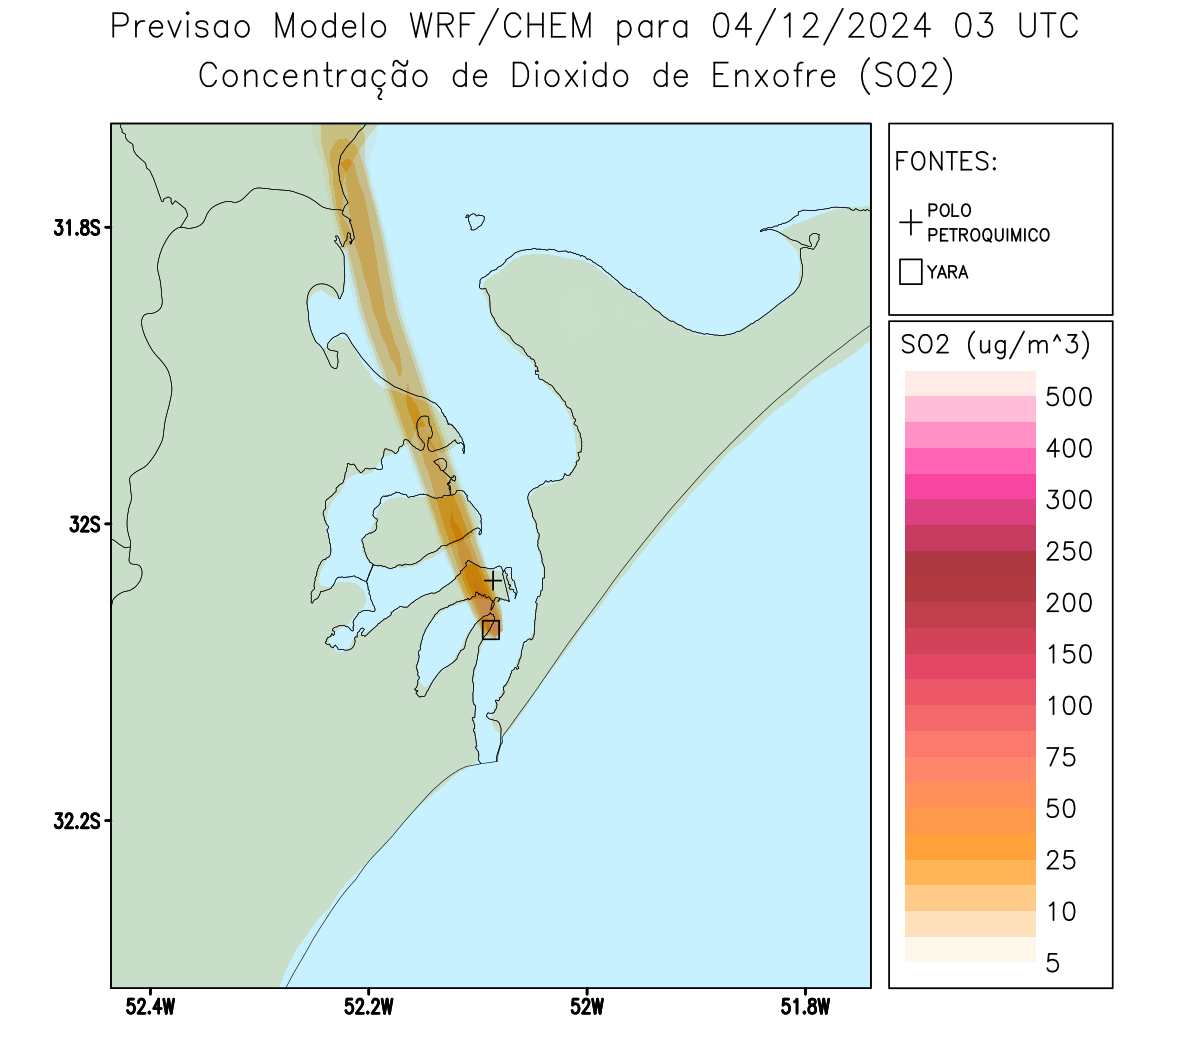 Previsao Modelo WRF/CHEM para 04/12/2024 03 UTC
Concentração de Dioxido de Enxofre (SO2)
FONTES:
POLO
PETROQUIMICO
YARA
SO2 (ug/m^3)
500
400
300
250
200
150
100
75
50
25
10
5
31.8S
32S
32.2S
52.4W
52.2W
52W
51.8W